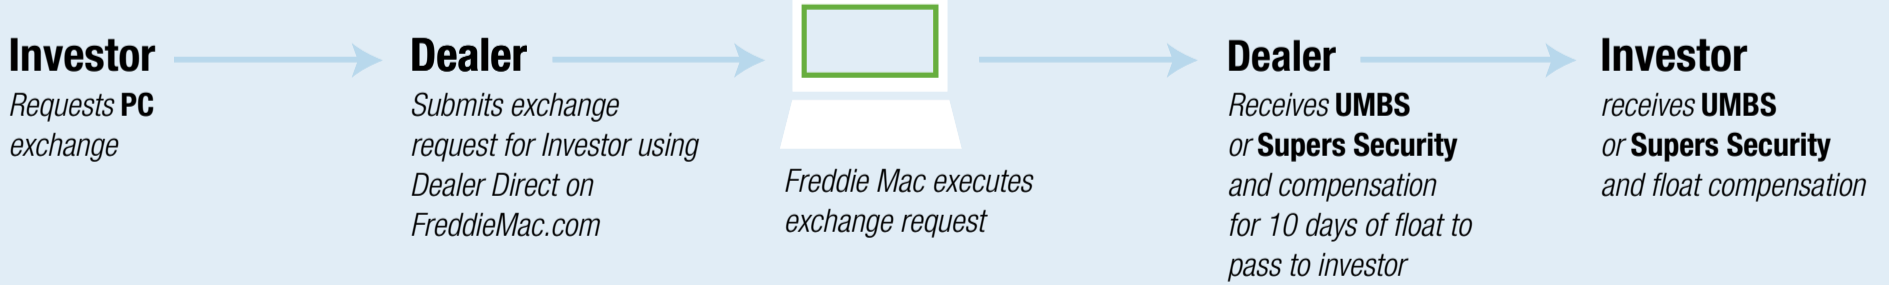 Investor
Requests PC
exchange
Dealer
Submits exchange
request for Investor using
Dealer Direct on
FreddieMac.com
Freddie Mac executes
exchange request
Dealer
Receives UMBS
or Supers Security
and compensation
for 10 days of float to
pass to investor
Investor
receives UMBS
or Supers Security
and float compensation